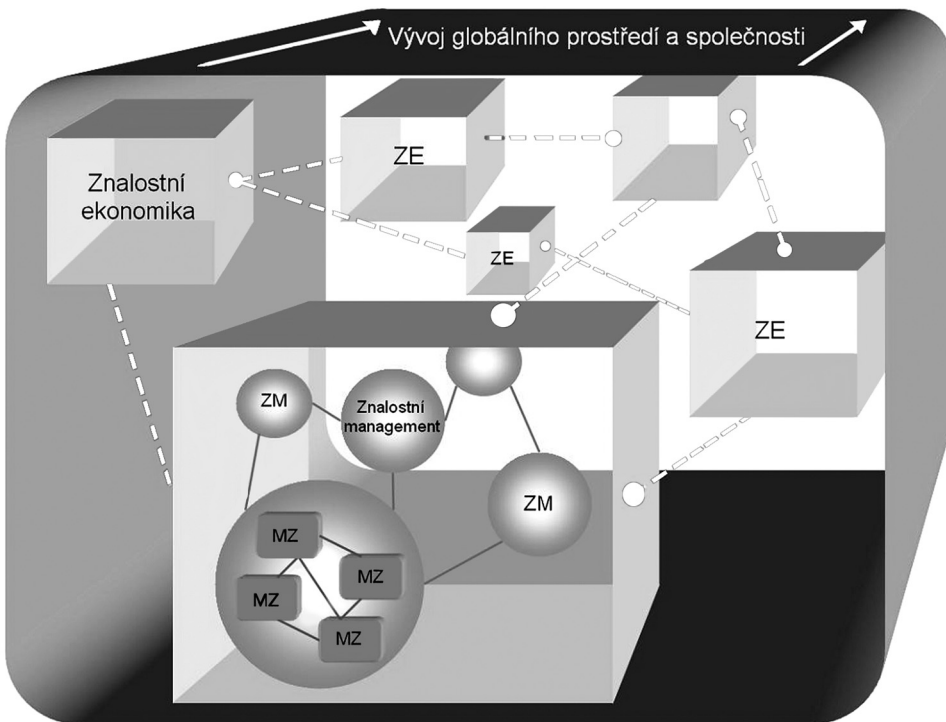 Vývoj globálního prostředí a společnosti
Znalostní
ekonomika
ZE
ZE
ZE
ZM
Znalostní
management
ZM
MZ
MZ
MZ
MZ